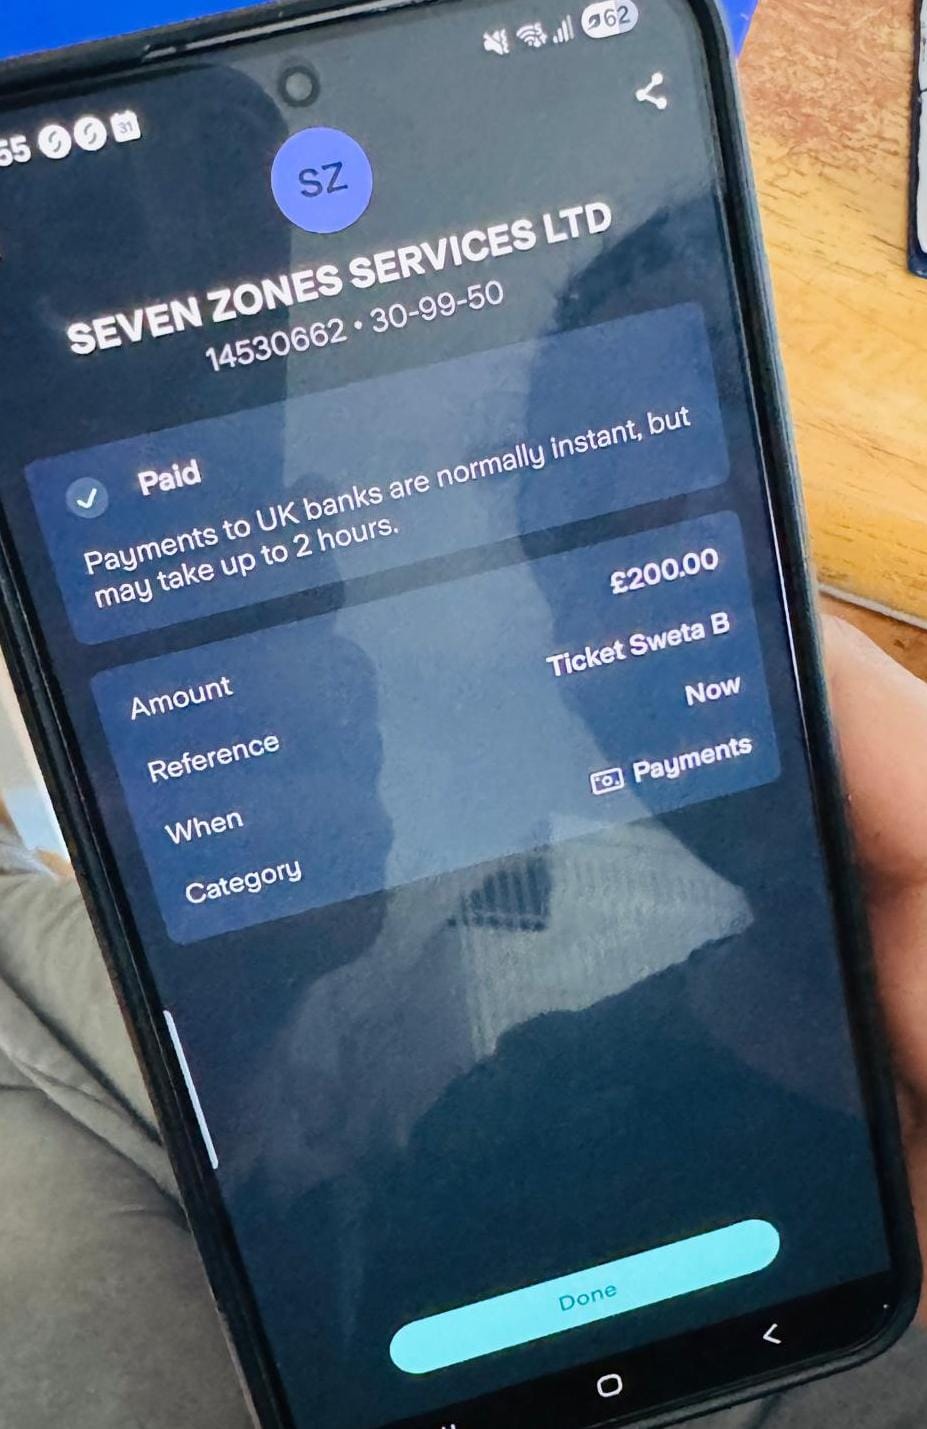 55 31 62
SZ
SEVEN ZONES SERVICES LTD
14530662 • 30-99-50
Paid
Payments to UK banks are normally instant, but
may take up to 2 hours.
Amount £200.00
Reference Ticket Sweta B
When Now
Category Payments
Done